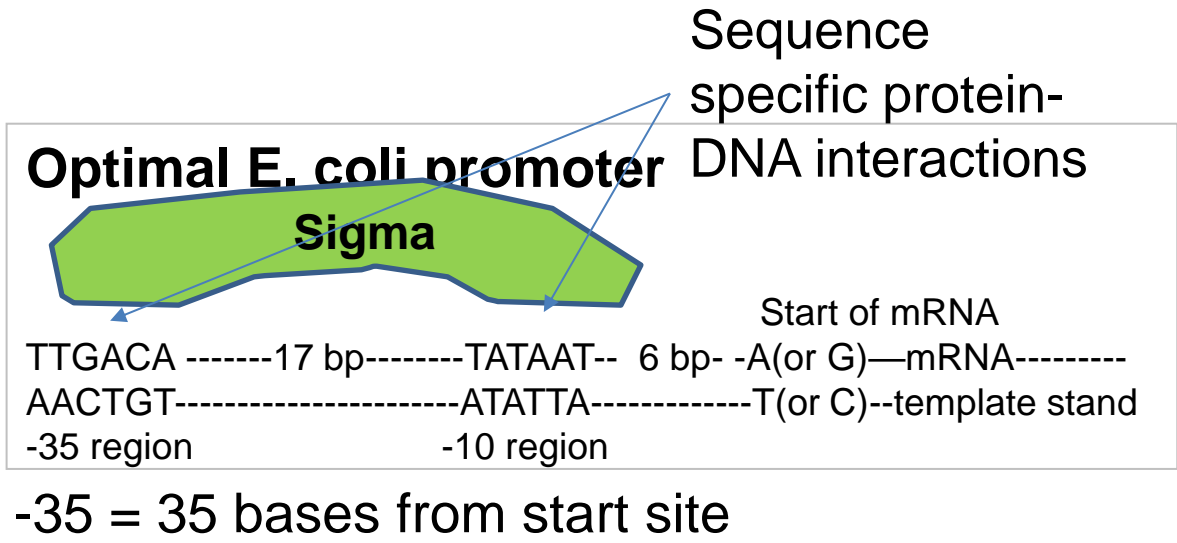 Sequence
specific protein-
DNA interactions
Optimal E. coli promoter
Sigma
Start of mRNA
TTGACA -------17 bp--------TATAAT-- 6 bp- -A(or G)—mRNA---------
AACTGT-----------------------ATATTA-------------T(or C)--template stand
-35 region -10 region
-35 = 35 bases from start site